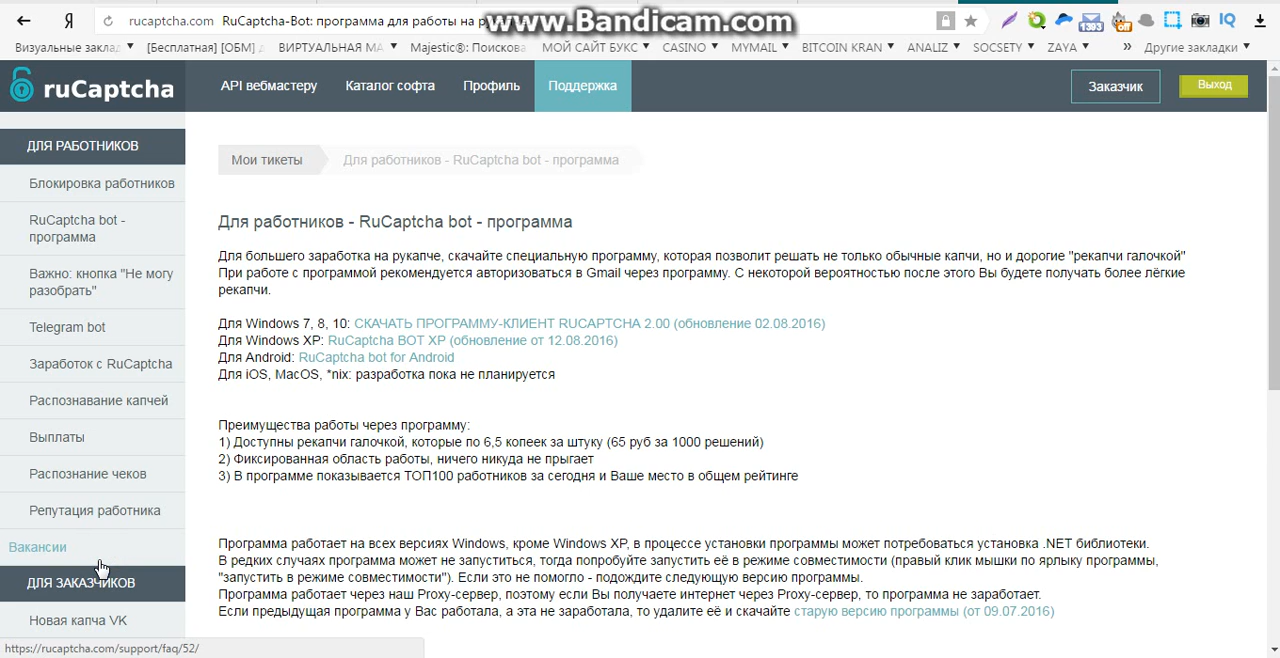 Я rucaptcha.com RuCaptcha-Bot: программа для работы на
www.Bandicam.com
Визуальные заклад [Бесплатная] [ОБМ] ВИРТУАЛЬНАЯ МА Majestic®: Поискова МОЙ САЙТ БУКС CASINO MYMAIL BITCOIN KRAN ANALIZ SOCSETY ZAYA » Другие закладки
ruCaptcha API вебмастеру Каталог софта Профиль Поддержка Заказчик Выход
ДЛЯ РАБОТНИКОВ
Блокировка работников
RuCaptcha bot -
программа
Важно: кнопка "Не могу
разобрать"
Telegram bot
Заработок с RuCaptcha
Распознавание капчей
Выплаты
Распознание чеков
Репутация работника
Вакансии
ДЛЯ ЗАКАЗЧИКОВ
Новая капча VK
https://rucaptcha.com/support/faq/52/
Мои тикеты Для работников - RuCaptcha bot - программа
Для работников - RuCaptcha bot - программа
Для большего заработка на рукапче, скачайте специальную программу, которая позволит решать не только обычные капчи, но и дорогие "рекапчи галочкой"
При работе с программой рекомендуется авторизоваться в Gmail через программу. С некоторой вероятностью после этого Вы будете получать более лёгкие
рекапчи.
Для Windows 7, 8, 10: СКАЧАТЬ ПРОГРАММУ-КЛИЕНТ RUCAPTCHA 2.00 (обновление 02.08.2016)
Для Windows XP: RuCaptcha BOT XP (обновление от 12.08.2016)
Для Android: RuCaptcha bot for Android
Для iOS, MacOS, *nix: разработка пока не планируется
Преимущества работы через программу:
1) Доступны рекапчи галочкой, которые по 6,5 копеек за штуку (65 руб за 1000 решений)
2) Фиксированная область работы, ничего никуда не прыгает
3) В программе показывается ТОП100 работников за сегодня и Ваше место в общем рейтинге
Программа работает на всех версиях Windows, кроме Windows XP, в процессе установки программы может потребоваться установка .NET библиотеки.
В редких случаях программа может не запуститься, тогда попробуйте запустить её в режиме совместимости (правый клик мышки по ярлыку программы,
"запустить в режиме совместимости"). Если это не помогло - подождите следующую версию программы.
Программа работает через наш Proxy-сервер, поэтому если Вы получаете интернет через Proxy-сервер, то программа не заработает.
Если предыдущая программа у Вас работала, а эта не заработала, то удалите её и скачайте старую версию программы (от 09.07.2016)